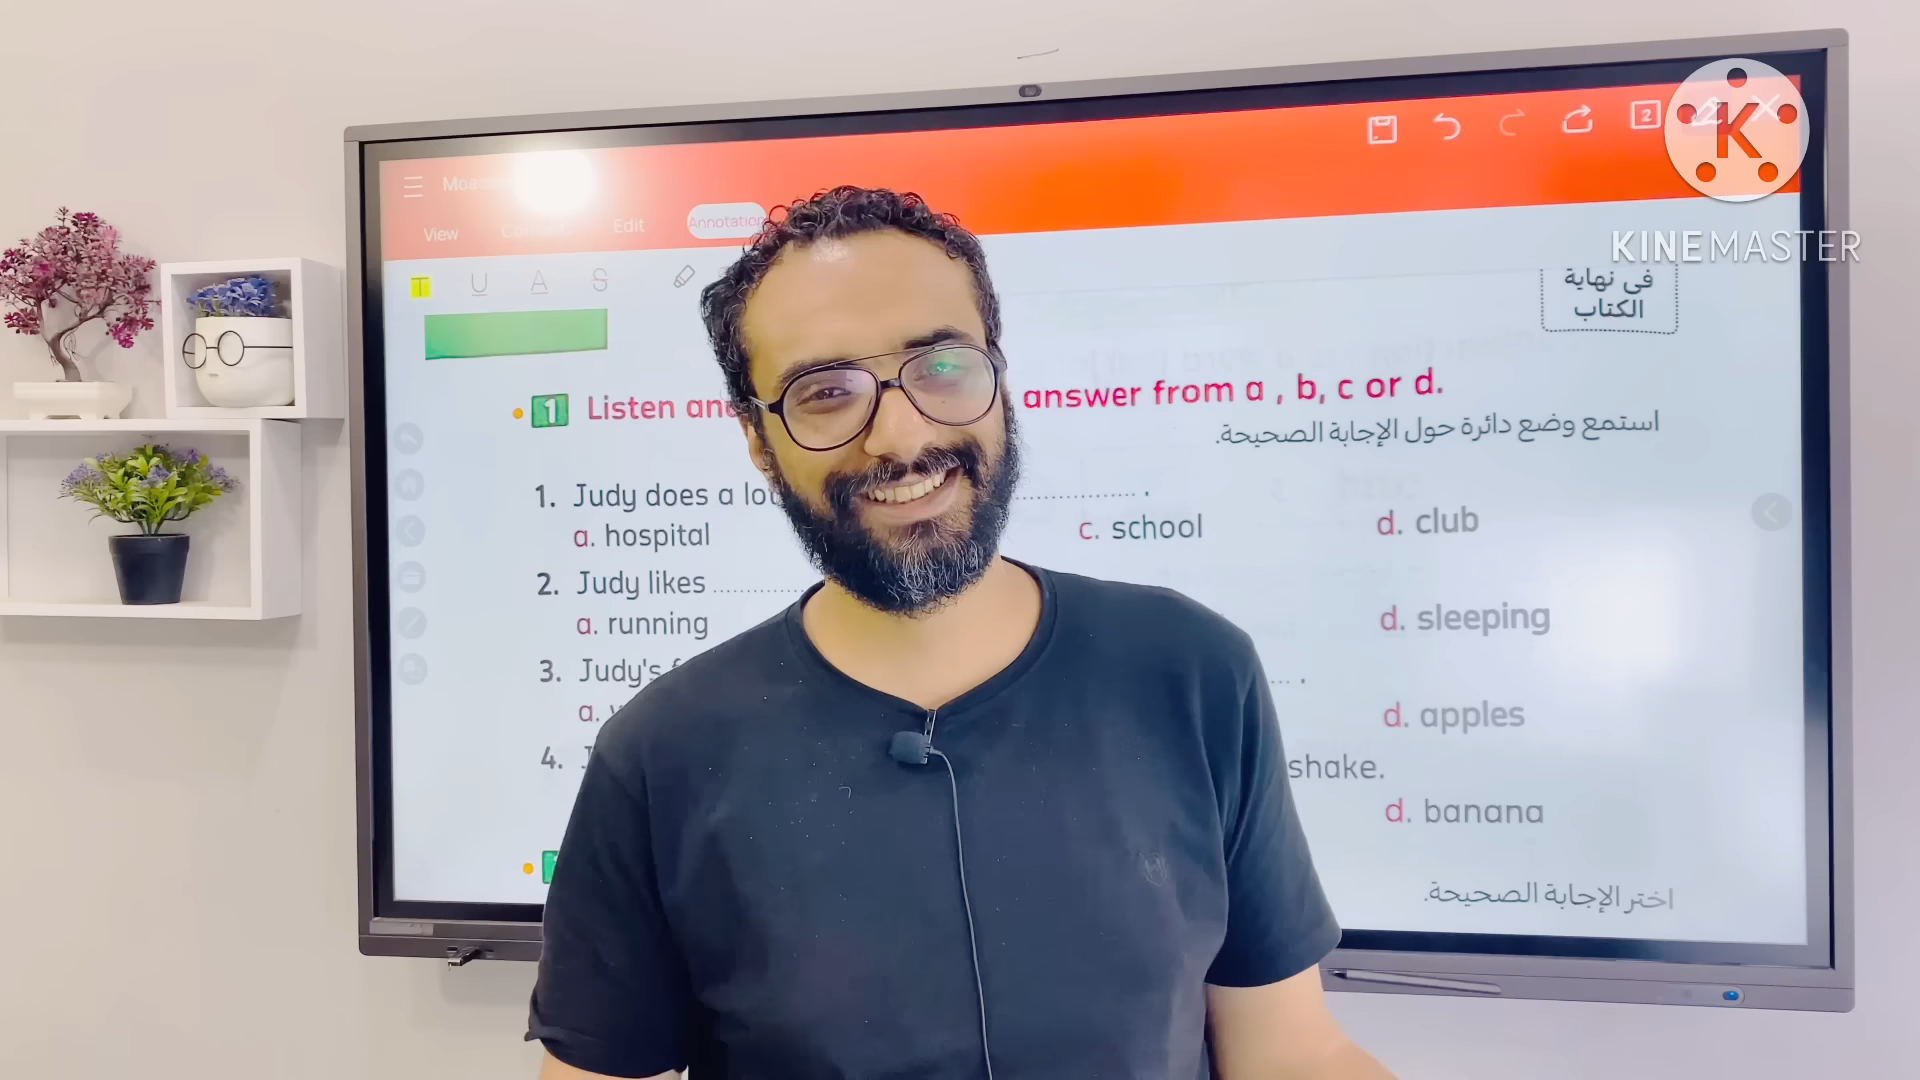 KINEMASTER
View
Edit
Annotation
T U A S
2
في نهاية
الكتاب
1 Listen and answer from a , b, c or d.
استمع وضع دائرة حول الإجابة الصحيحة.
1. Judy does a lot .
a. hospital c. school d. club
2. Judy likes
a. running d. sleeping
3. Judy's .
a. d. apples
4. shake.
d. banana
اختر الإجابة الصحيحة.